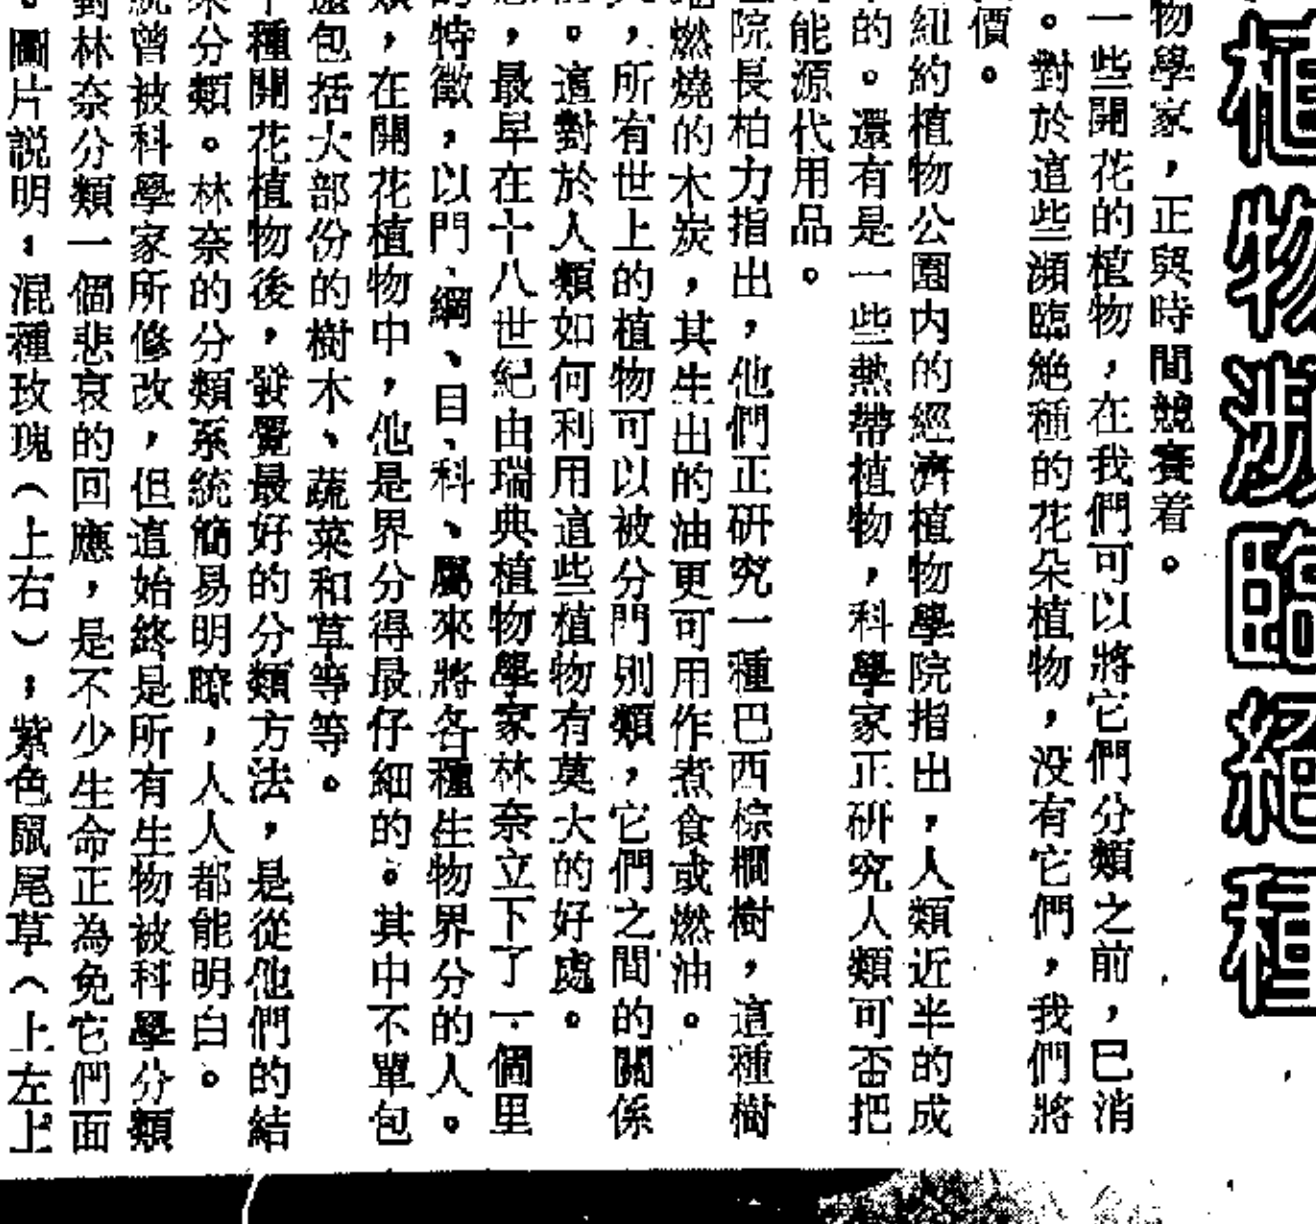 植物瀕臨絕種
物學家，正與時間競賽着。
一些開花的植物，在我們可以將它們分類之前，已消
。對於這些瀕臨絕種的花朵植物，没有它們，我們將
價。
紐約植物公園内的經濟植物學院指出，人類近半的成
的。還有是一些熱帶植物，科學家正研究人類可否把
能源代用品。
院長柏力指出，他們正研究一種巴西棕櫚樹，這種樹
燃燒的木炭，其生出的油更可用作煮食或燃油。
，所有世上的植物可以被分門别類，它們之間的關係
。這對於人類如何利用這些植物有莫大的好處。
，最早在十八世紀由瑞典植物學家林奈立下了一個里
特徵，以門、綱、目、科、屬來將各種生物界分的人。
，在開花植物中，他是界分得最仔細的。其中不單包
包括大部份的樹木、蔬菜和草等等。
種開花植物後，發覺最好的分類方法，是從他們的結
分類。林奈的分類系統簡易明瞭，人人都能明白。
曾被科學家所修改，但這始終是所有生物被科學分類
對林奈分類一個悲哀的回應，是不少生命正為免它們面
。圖片説明：混種玫瑰（上右）；紫色鼠尾草（上左上